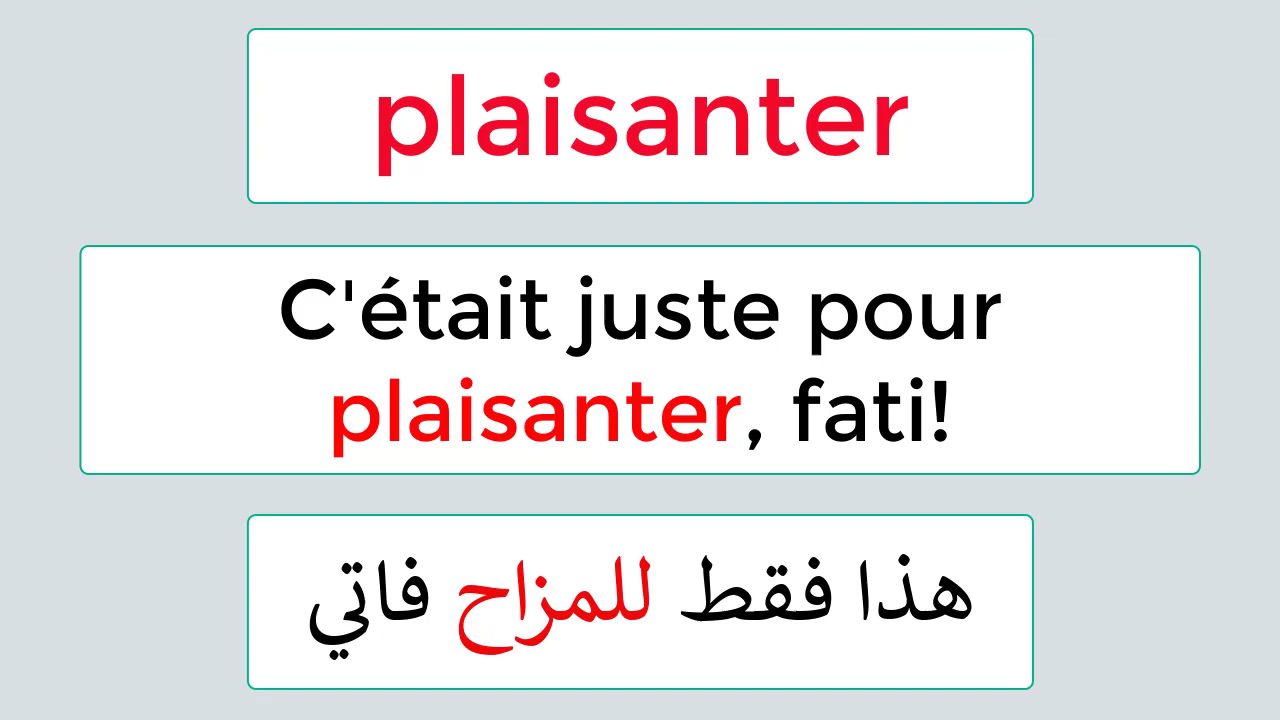 plaisanter
C'était juste pour
plaisanter, fati!
هذا فقط للمزاح فاتي